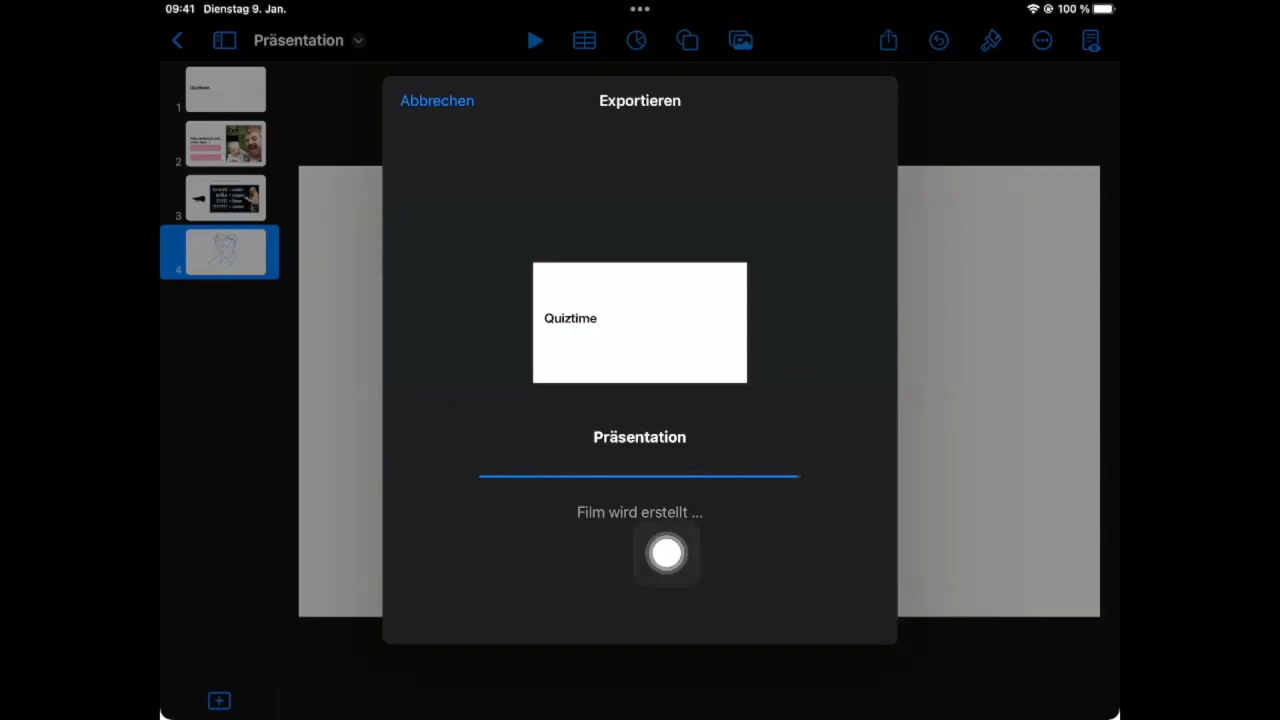 09:41 Dienstag 9. Jan.
100 %
Präsentation
Abbrechen
Exportieren
1
Quiztime
2
3
4
Quiztime
Präsentation
Film wird erstellt ...